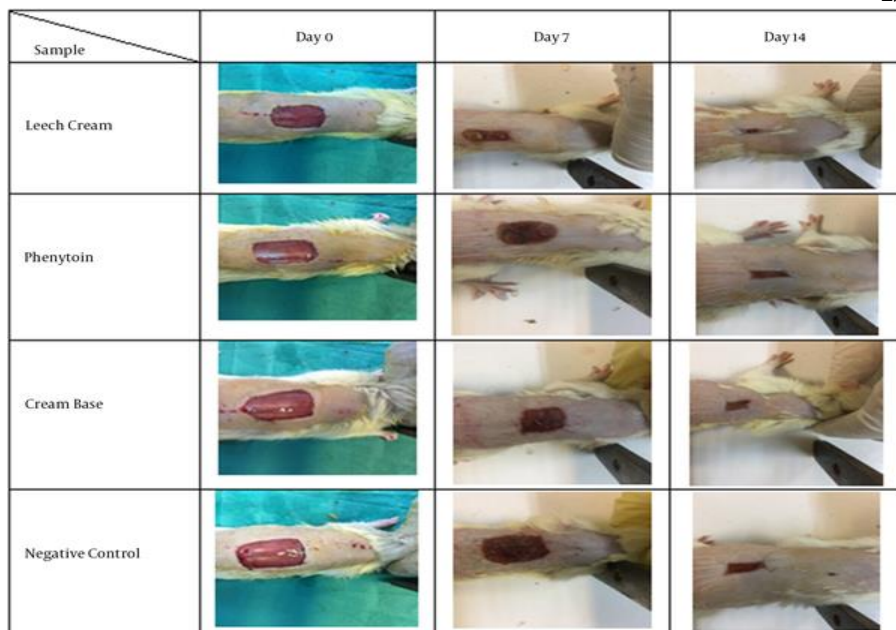 Sample
Day 0
Day 7
Day 14
Leech Cream
Phenytoin
Cream Base
Negative Control